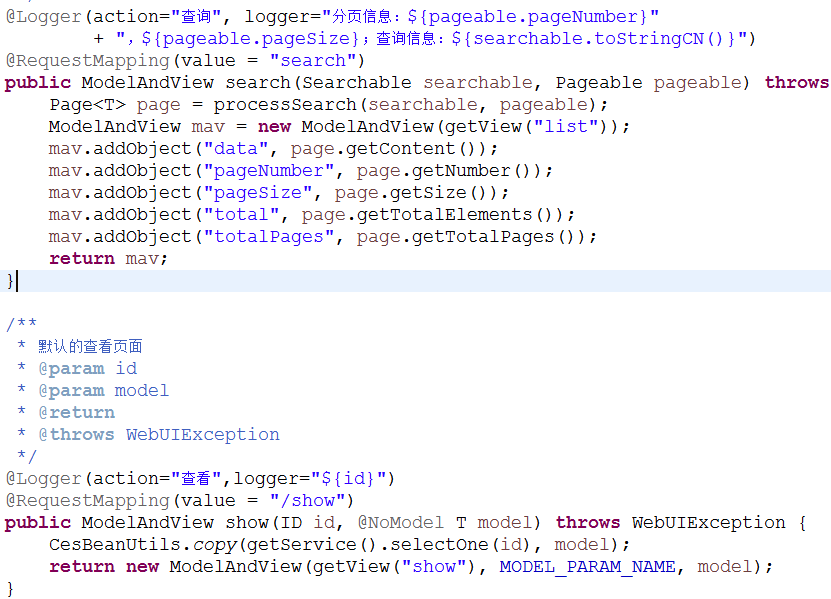 @Logger(action="查询", logger="分页信息：${pageable.pageNumber}"
        + "，${pageable.pageSize}；查询信息：${searchable.toStringCN()}")
@RequestMapping(value = "search")
public ModelAndView search(Searchable searchable, Pageable pageable) throws
    Page<T> page = processSearch(searchable, pageable);
    ModelAndView mav = new ModelAndView(getView("list"));
    mav.addObject("data", page.getContent());
    mav.addObject("pageNumber", page.getNumber());
    mav.addObject("pageSize", page.getSize());
    mav.addObject("total", page.getTotalElements());
    mav.addObject("totalPages", page.getTotalPages());
    return mav;
}
/**
 * 默认的查看页面
 * @param id
 * @param model
 * @return
 * @throws WebUIException
 */
@Logger(action="查看",logger="${id}")
@RequestMapping(value = "/show")
public ModelAndView show(ID id, @NoModel T model) throws WebUIException {
    CesBeanUtils.copy(getService().selectOne(id), model);
    return new ModelAndView(getView("show"), MODEL_PARAM_NAME, model);
}